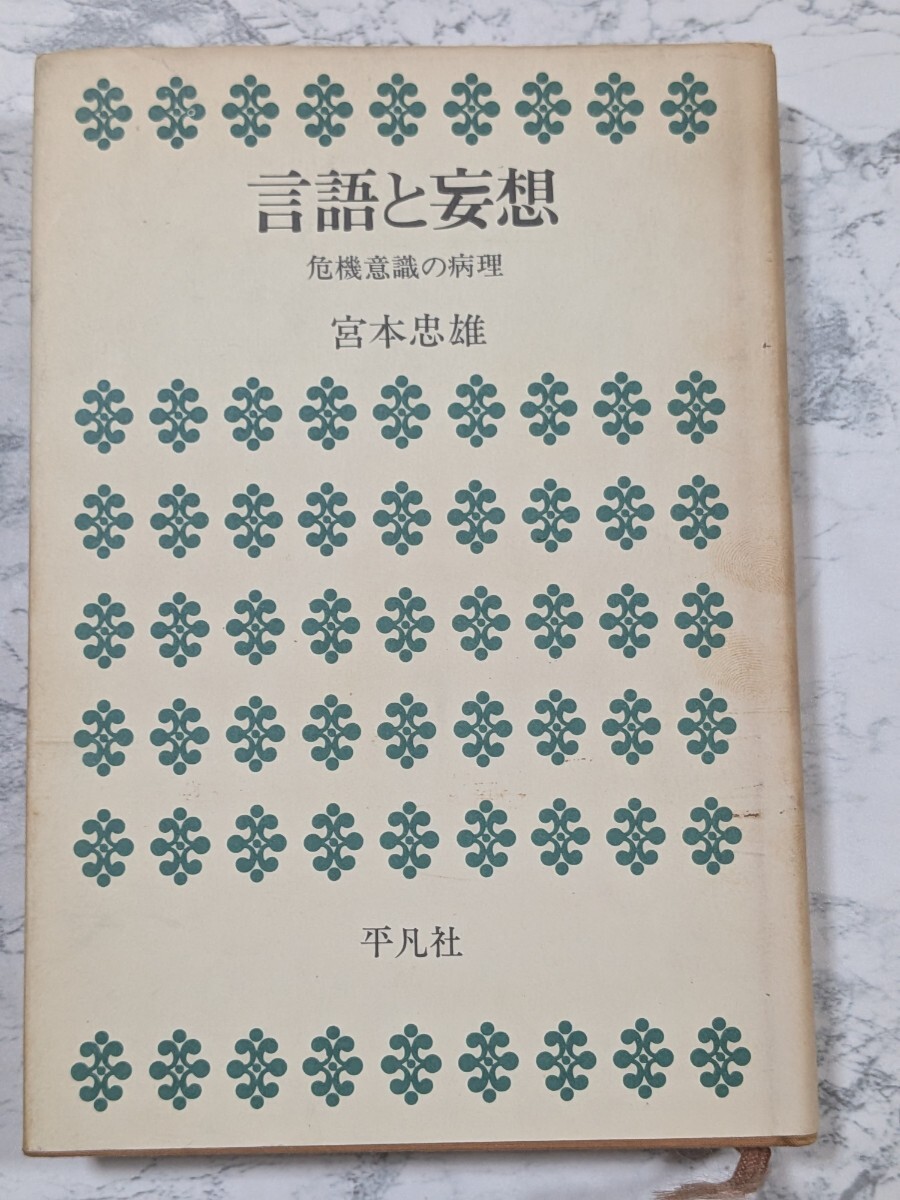 言語と妄想
危機意識の病理
宮本忠雄
平凡社